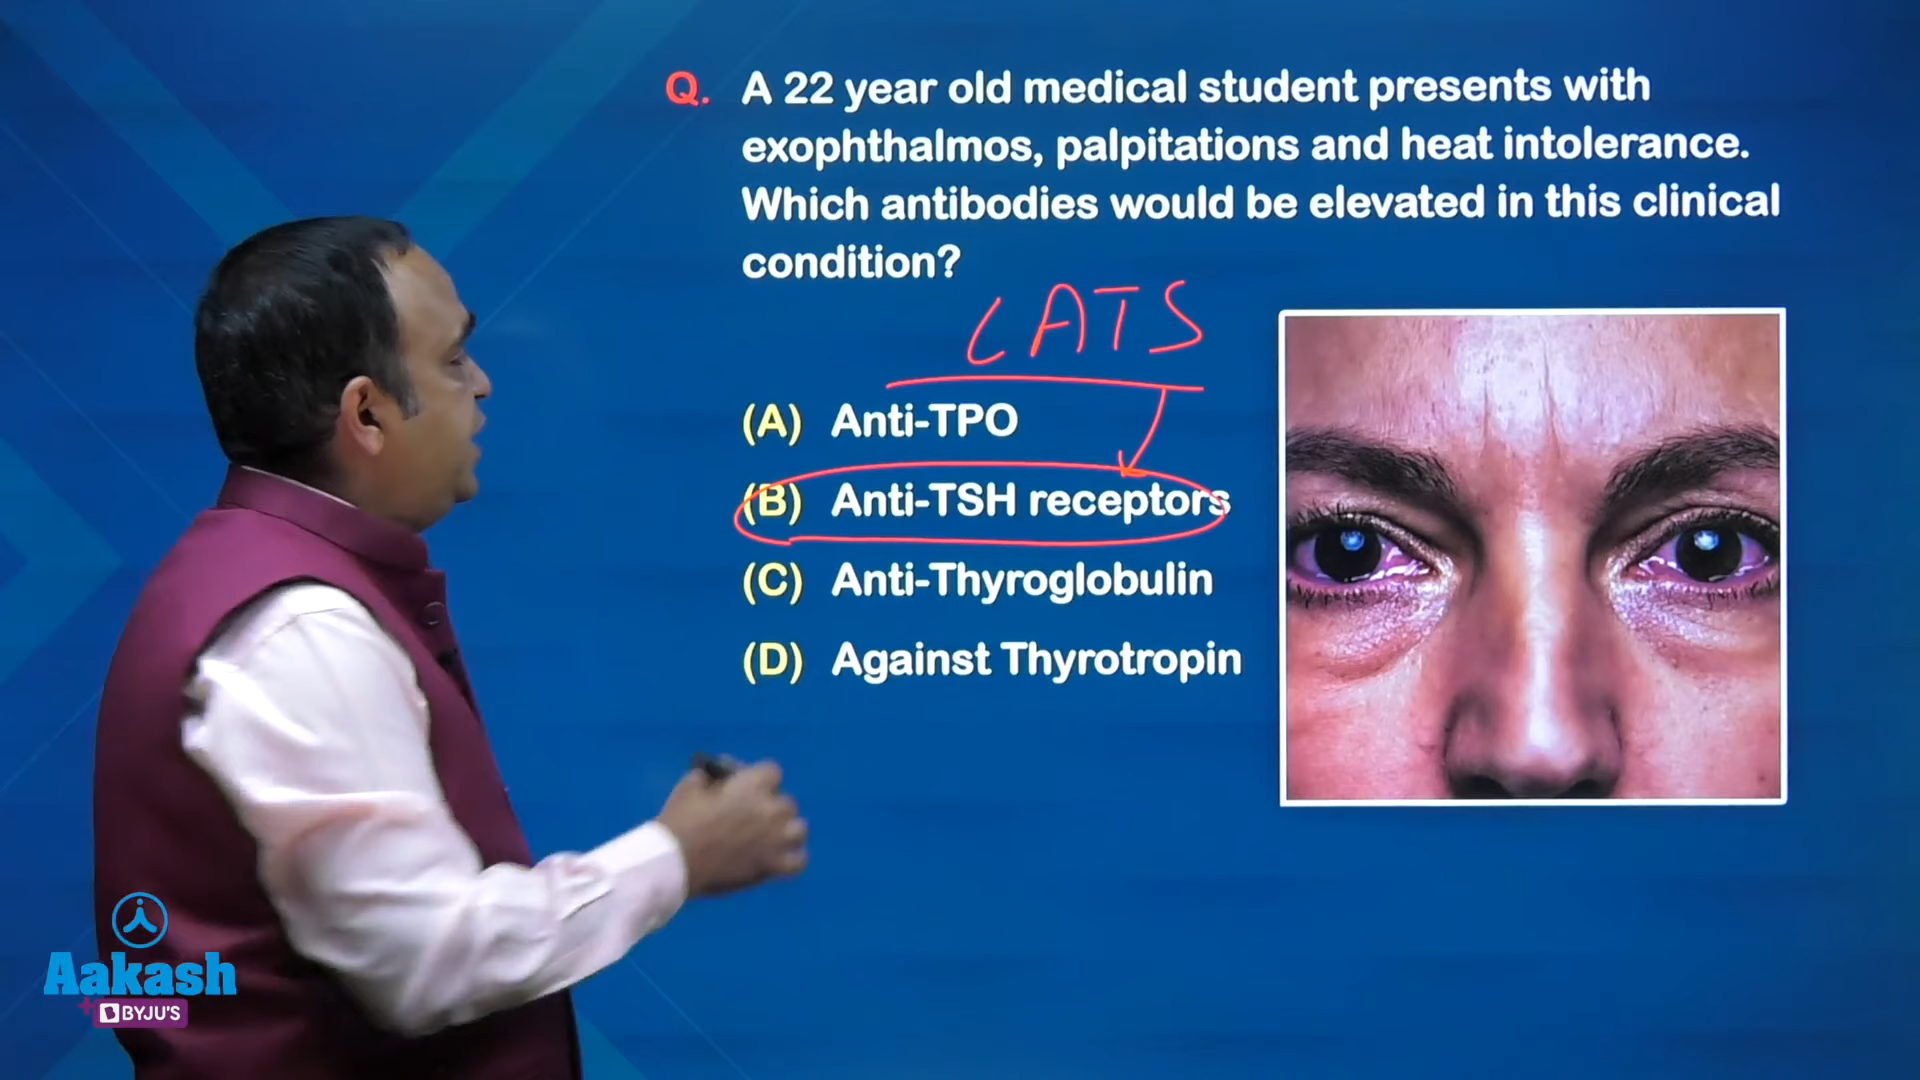 Q. A 22 year old medical student presents with
exophthalmos, palpitations and heat intolerance.
Which antibodies would be elevated in this clinical
condition?
LATS
(A) Anti-TPO
(B) Anti-TSH receptors
(C) Anti-Thyroglobulin
(D) Against Thyrotropin
Aakash
+ BYJU'S